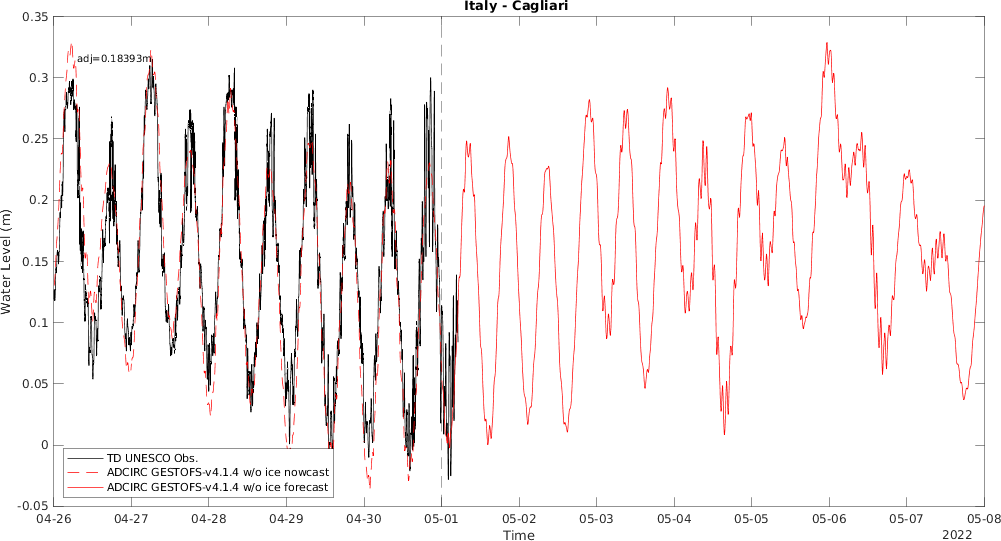 Italy - Cagliari
adj=0.18393m
0.35
0.3
0.25
0.2
0.15
0.1
0.05
0
-0.05
Water Level (m)
TD UNESCO Obs.
ADCIRC GESTOFS-v4.1.4 w/o ice nowcast
ADCIRC GESTOFS-v4.1.4 w/o ice forecast
04-26 04-27 04-28 04-29 04-30 05-01 05-02 05-03 05-04 05-05 05-06 05-07 05-08
Time
2022